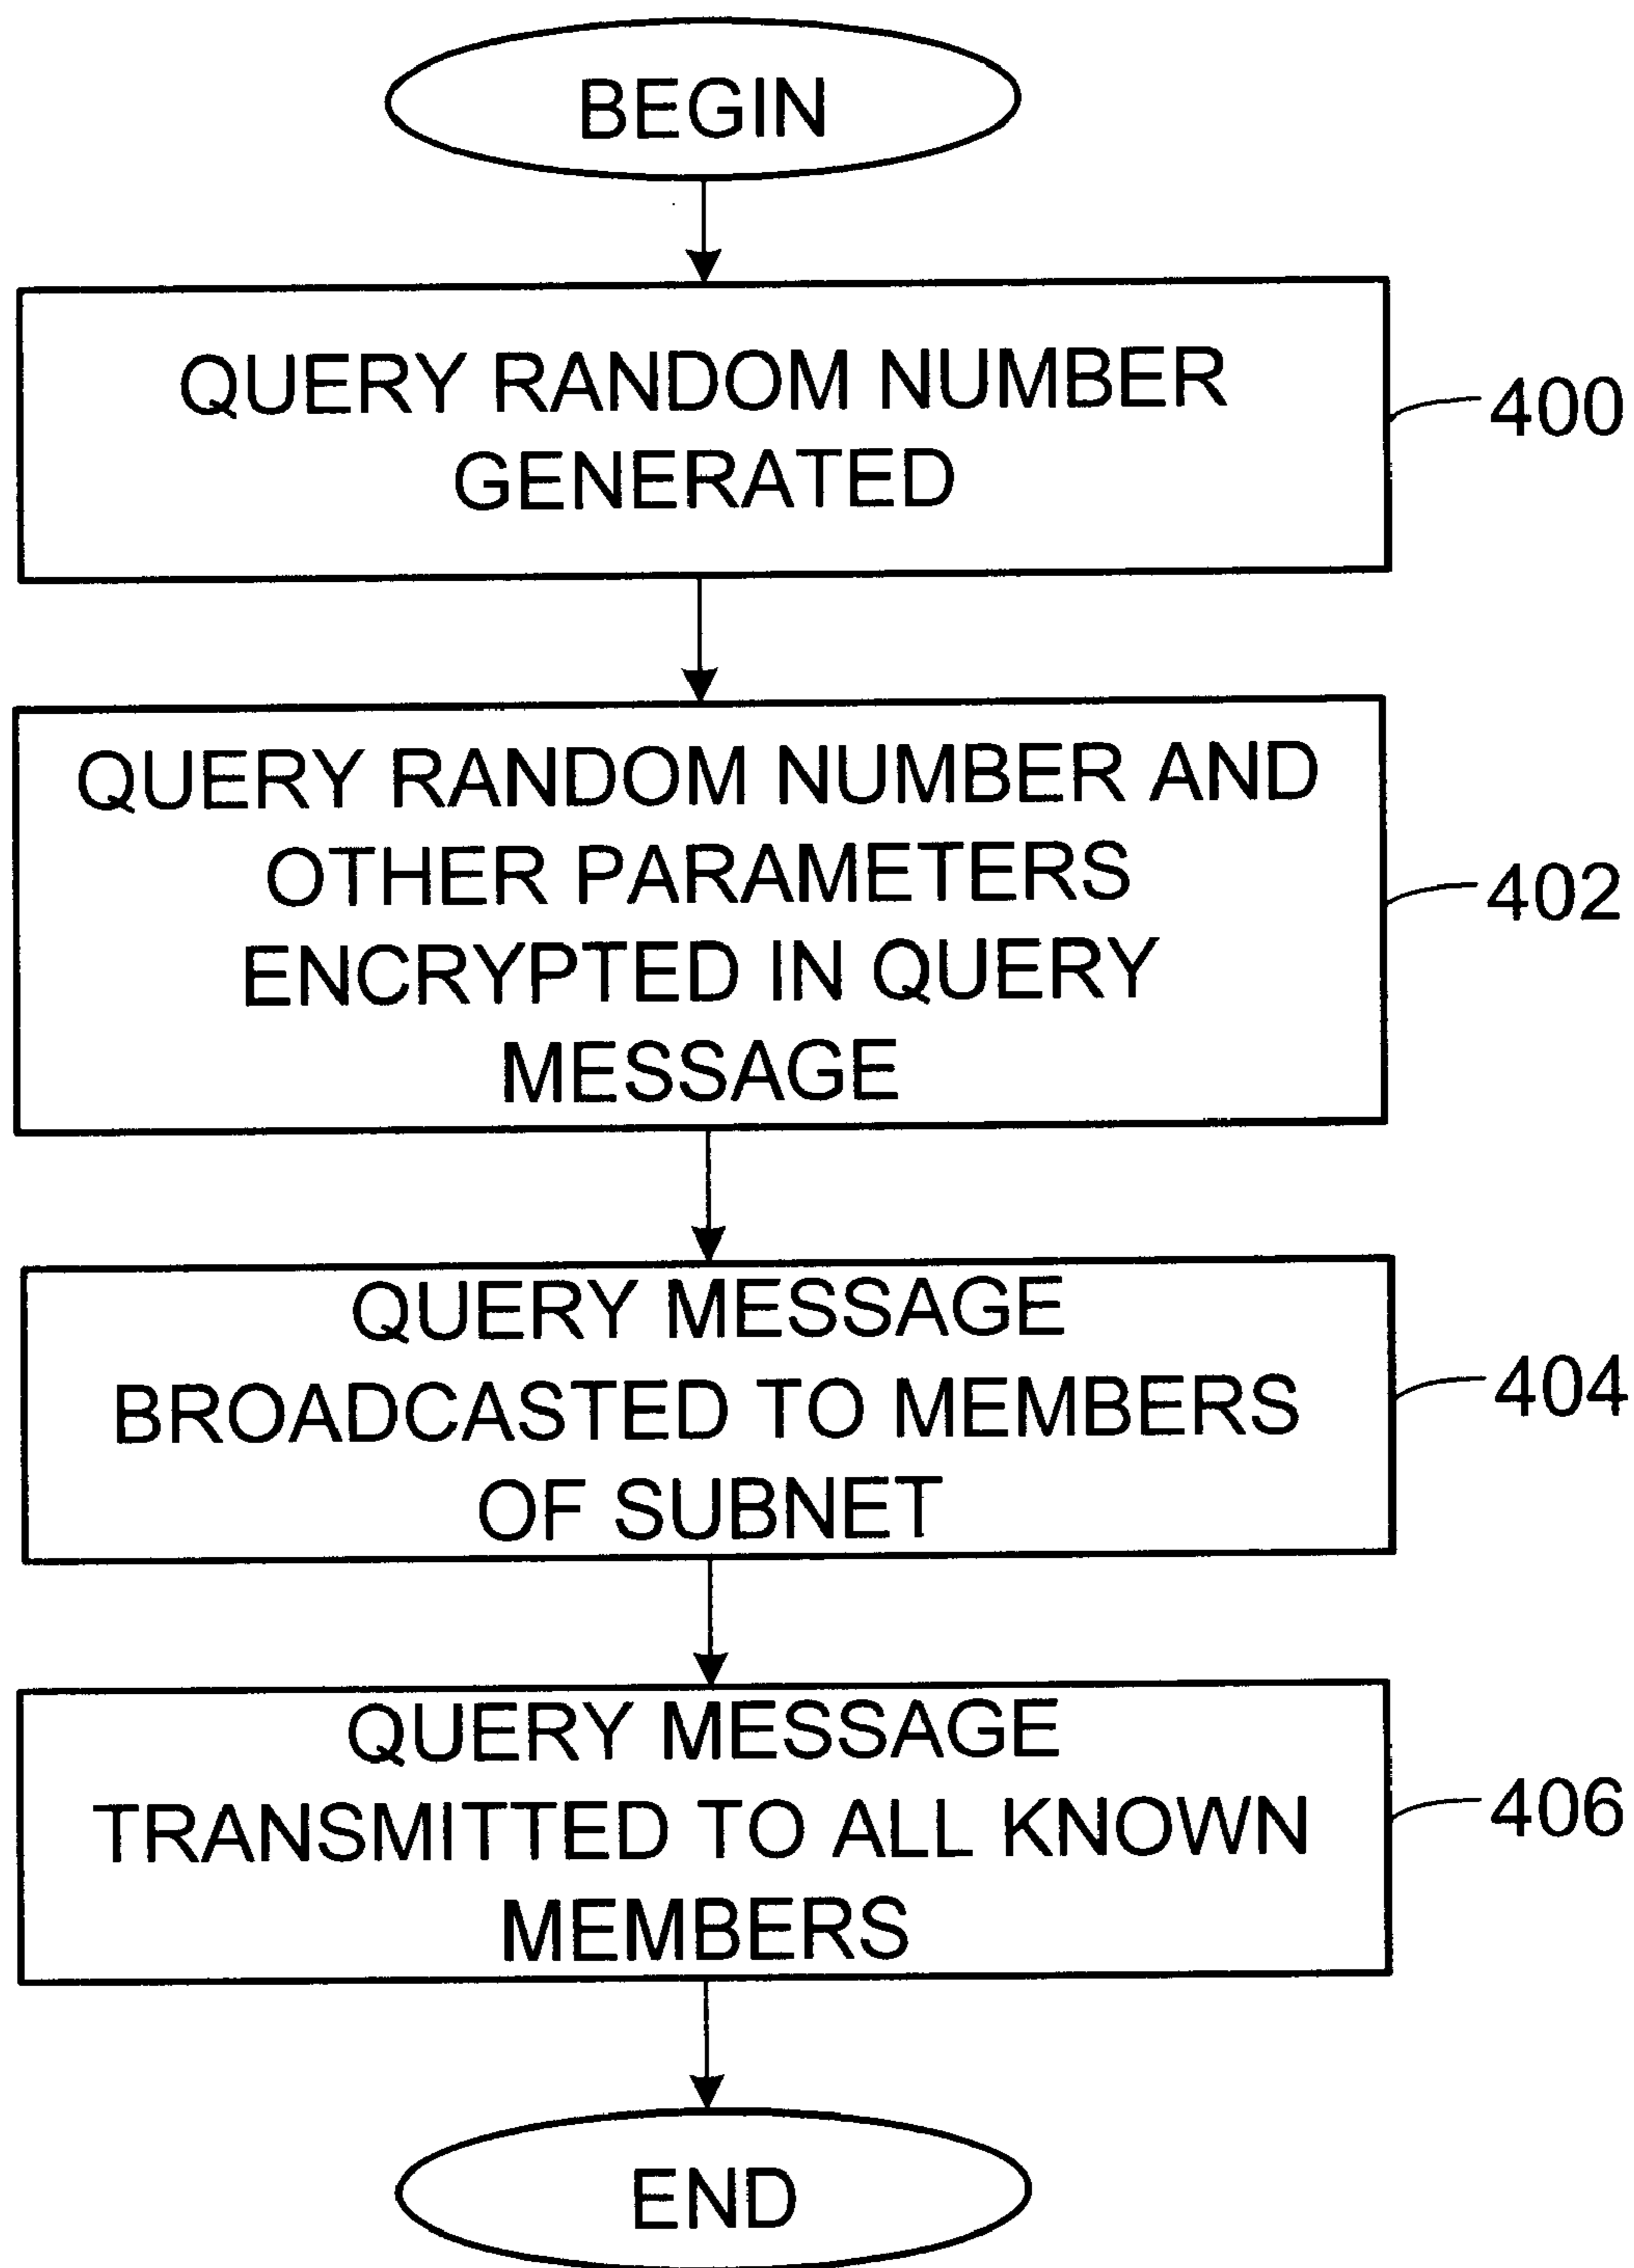 BEGIN
QUERY RANDOM NUMBER
GENERATED
400
QUERY RANDOM NUMBER AND
OTHER PARAMETERS
ENCRYPTED IN QUERY
MESSAGE
402
QUERY MESSAGE
BROADCASTED TO MEMBERS
OF SUBNET
404
QUERY MESSAGE
TRANSMITTED TO ALL KNOWN
MEMBERS
406
END